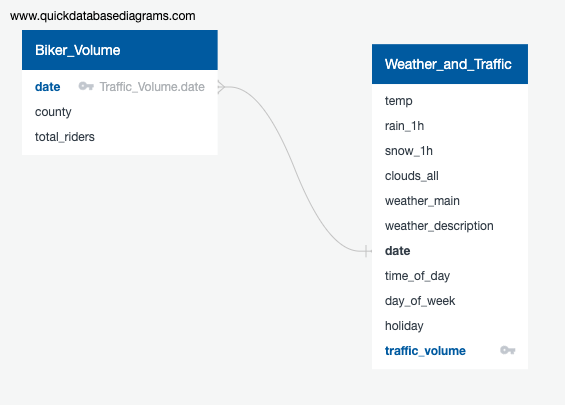 www.quickdatabasediagrams.com
Biker_Volume
date Traffic_Volume.date
county
total_riders
Weather_and_Traffic
temp
rain_1h
snow_1h
clouds_all
weather_main
weather_description
date
time_of_day
day_of_week
holiday
traffic_volume